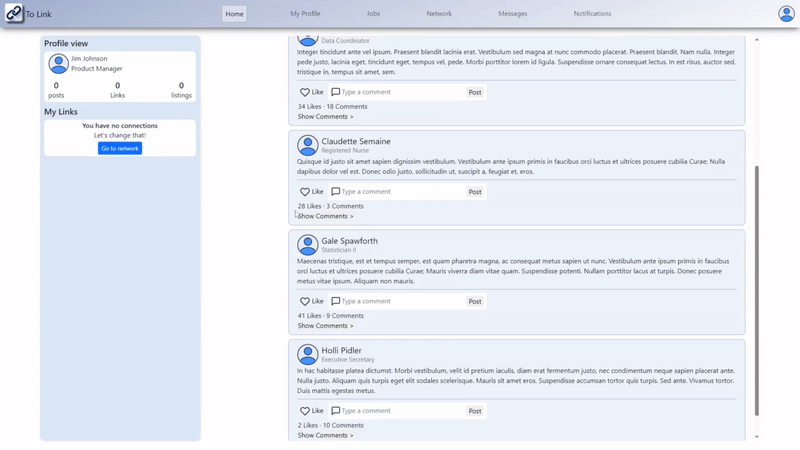 To Link
Home
My Profile
Jobs
Network
Messages
Notifications
Profile view
Jim Johnson
Product Manager
0
0
0
posts
Links
listings
My Links
You have no connections
Let's change that!
Go to network
Data Coordinator
Integer tincidunt ante vel ipsum. Praesent blandit lacinia erat. Vestibulum sed magna at nunc commodo placerat. Praesent blandit. Nam nulla. Integer
pede justo, lacinia eget, tincidunt eget, tempus vel, pede. Morbi porttitor lorem id ligula. Suspendisse ornare consequat lectus. In est risus, auctor sed,
tristique in, tempus sit amet, sem.
Like
Type a comment
Post
34 Likes · 18 Comments
Show Comments >
Claudette Semaine
Registered Nurse
Quisque id justo sit amet sapien dignissim vestibulum. Vestibulum ante ipsum primis in faucibus orci luctus et ultrices posuere cubilia Curae; Nulla
dapibus dolor vel est. Donec odio justo, sollicitudin ut, suscipit a, feugiat et, eros.
Like
Type a comment
Post
28 Likes · 3 Comments
Show Comments >
Gale Spawforth
Statistician II
Maecenas tristique, est et tempus semper, est quam pharetra magna, ac consequat metus sapien ut nunc. Vestibulum ante ipsum primis in faucibus
orci luctus et ultrices posuere cubilia Curae; Mauris viverra diam vitae quam. Suspendisse potenti. Nullam porttitor lacus at turpis. Donec posuere
metus vitae ipsum. Aliquam non mauris.
Like
Type a comment
Post
41 Likes · 9 Comments
Show Comments >
Holli Pidler
Executive Secretary
In hac habitasse platea dictumst. Morbi vestibulum, velit id pretium iaculis, diam erat fermentum justo, nec condimentum neque sapien placerat ante.
Nulla justo. Aliquam quis turpis eget elit sodales scelerisque. Mauris sit amet eros. Suspendisse accumsan tortor quis turpis. Sed ante. Vivamus tortor.
Duis mattis egestas metus.
Like
Type a comment
Post
2 Likes · 10 Comments
Show Comments >